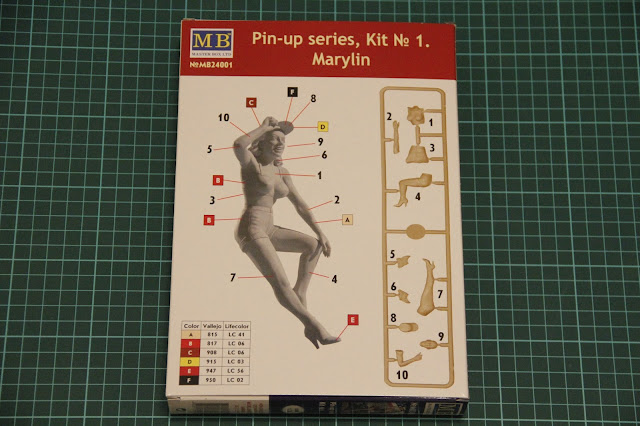 MB
MASTER BOX LTD
№MB24001
Pin-up series, Kit № 1.
Marylin
F
C
8
10
D
5
9
6
B
1
3
2
B
A
7
4
E
2
1
3
4
5
6
7
8
9
10
Color Vallejo Lifecolor
A 815 LC 41
B 817 LC 06
C 908 LC 06
D 915 LC 03
E 947 LC 56
F 950 LC 02